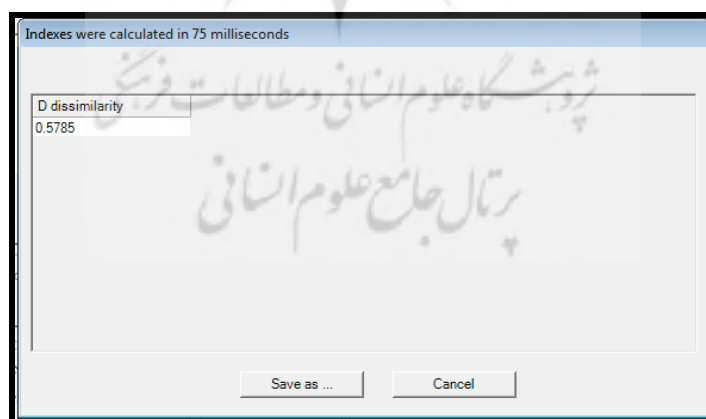 Indexes were calculated in 75 milliseconds
پژوهشگاه علوم انسانی و مطالعات فرهنگی
D dissimilarity
0.5785
پرتال جامع علوم انسانی
Save as ...
Cancel